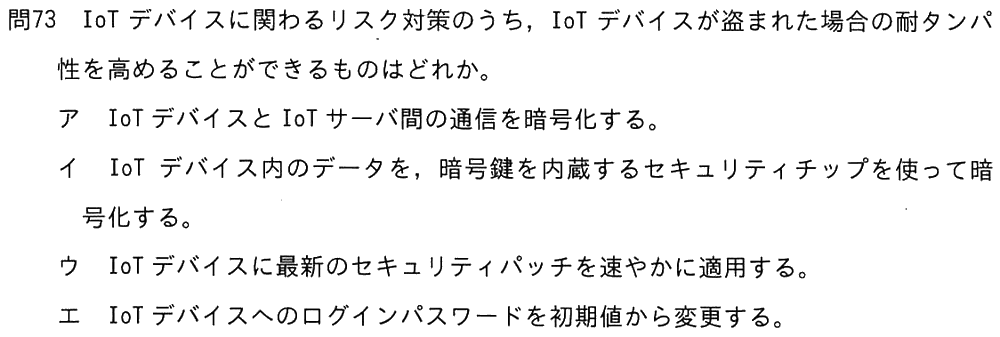 問73　IoT デバイスに関わるリスク対策のうち，IoT デバイスが盗まれた場合の耐タンパ
性を高めることができるものはどれか。
ア　IoT デバイスと IoT サーバ間の通信を暗号化する。
イ　IoT デバイス内のデータを，暗号鍵を内蔵するセキュリティチップを使って暗
号化する。
ウ　IoT デバイスに最新のセキュリティパッチを速やかに適用する。
エ　IoT デバイスへのログインパスワードを初期値から変更する。